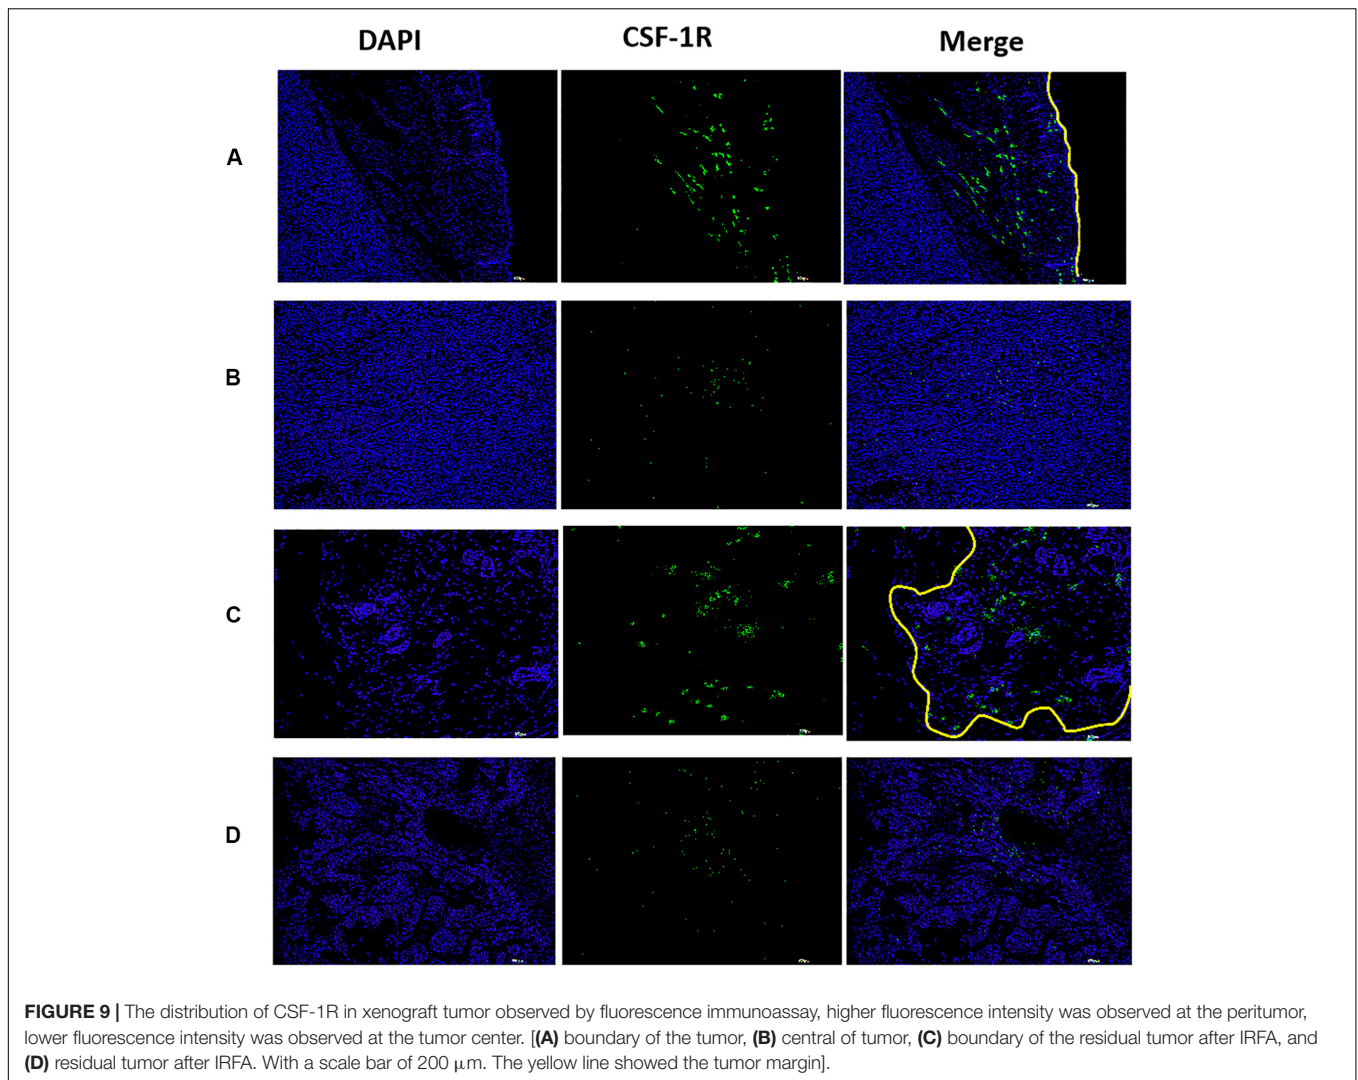 DAPI CSF-1R Merge
A
B
C
D
FIGURE 9 | The distribution of CSF-1R in xenograft tumor observed by fluorescence immunoassay, higher fluorescence intensity was observed at the peritumor,
lower fluorescence intensity was observed at the tumor center. [(A) boundary of the tumor, (B) central of tumor, (C) boundary of the residual tumor after IRFA, and
(D) residual tumor after IRFA. With a scale bar of 200 μm. The yellow line showed the tumor margin].